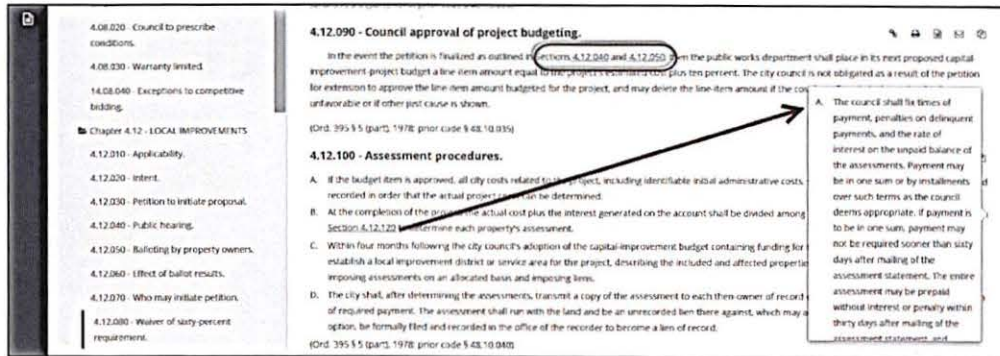 4.08.020 - Council to prescribe
conditions.
4.08.030 - Warranty limited.
14.08.040 - Exceptions to competitive
bidding.
Chapter 4.12 - LOCAL IMPROVEMENTS
4.12.010 - Applicability.
4.12.020 - Intent.
4.12.030 - Petition to initiate proposal.
4.12.040 - Public hearing.
4.12.050 - Balloting by property owners.
4.12.060 - Effect of ballot results.
4.12.070 - Who may initiate petition.
4.12.080 - Waiver of sixty-percent
requirement.
4.12.090 - Council approval of project budgeting.
In the event the petition is finalized as outlined in Sections 4.12.040 and 4.12.050 then the public works department shall place in its next proposed capital
improvement-project budget a line item amount equal to the project's estimated cost plus ten percent. The city council is not obligated as a result of the petition
for extension to approve the line-item amount budgeted for the project, and may delete the line-item amount if the
unfavorable or if other just cause is shown.
(Ord. 395 § 5 (part), 1978: prior code § 48.10.035)
4.12.100 - Assessment procedures.
A. If the budget item is approved, all city costs related to the project, including identifiable initial administrative costs,
recorded in order that the actual project can be determined.
B. At the completion of the project the actual cost plus the interest generated on the account shall be divided among
Section 4.12.120 to determine each property's assessment.
C. Within four months following the city council's adoption of the capital-improvement budget containing funding for
establish a local improvement district or service area for the project, describing the included and affected
imposing assessments on an allocated basis and imposing liens.
D. The city shall, after determining the assessments, transmit a copy of the assessment to each then-owner of record
of required payment. The assessment shall run with the land and be an unrecorded lien there against, which may
option, be formally filed and recorded in the office of the recorder to become a lien of record.
(Ord. 395 § 5 (part), 1978: prior code § 48.10.040)
A. The council shall fix times of
payment, penalties on delinquent
payments, and the rate of
interest on the unpaid balance of
the assessments. Payment may
be in one sum or by installments
over such terms as the council
deems appropriate. If payment is
to be in one sum, payment may
not be required sooner than sixty
days after mailing of the
assessment statement. The entire
assessment may be prepaid
without interest or penalty within
thirty days after mailing of the
assessment statement, and